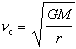 v_c = √(GM/r)